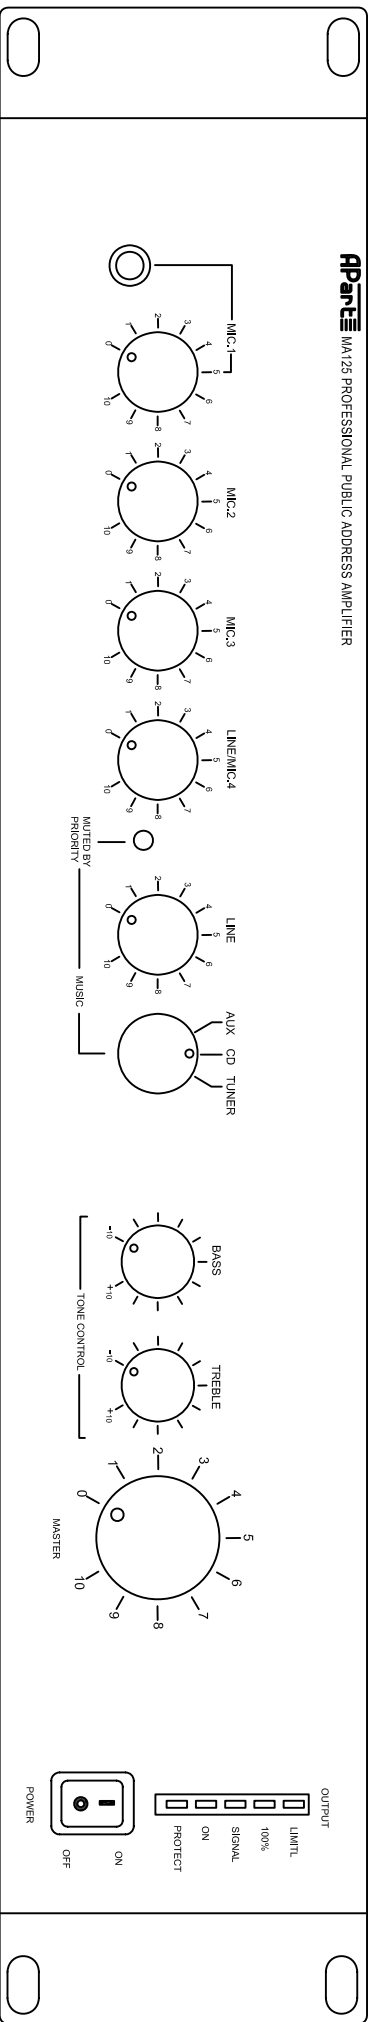 APart MA125 PROFESSIONAL PUBLIC ADDRESS AMPLIFIER
MIC.1
0 1 2 3 4 5 6 7 8 9 10
MIC.2
0 1 2 3 4 5 6 7 8 9 10
MIC.3
0 1 2 3 4 5 6 7 8 9 10
LINE/MIC.4
0 1 2 3 4 5 6 7 8 9 10
MUTED BY
PRIORITY
LINE
0 1 2 3 4 5 6 7 8 9 10
MUSIC
AUX
CD
TUNER
BASS
-10 +10
TREBLE
-10 +10
TONE CONTROL
0 1 2 3 4 5 6 7 8 9 10
MASTER
OUTPUT
LIMITL
100%
SIGNAL
ON
PROTECT
ON
OFF
POWER